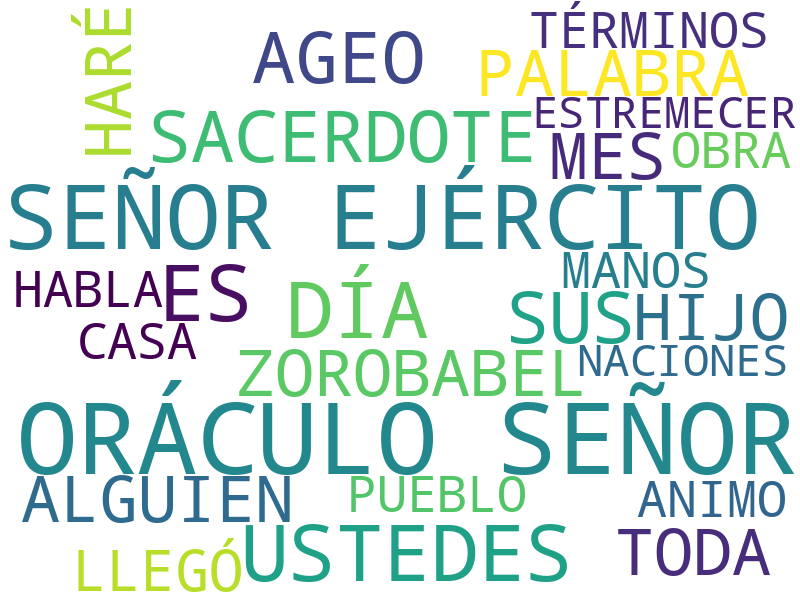 HARÉ
AGEO
TÉRMINOS
PALABRA
SACERDOTE
ESTREMECER
MES
OBRA
SEÑOR EJÉRCITO
HABLA
ES
DÍA
MANOS
SUS
HIJO
CASA
ZOROBABEL
NACIONES
ORÁCULO SEÑOR
ALGUIEN
PUEBLO
ANIMO
LLEGÓ
USTEDES
TODA